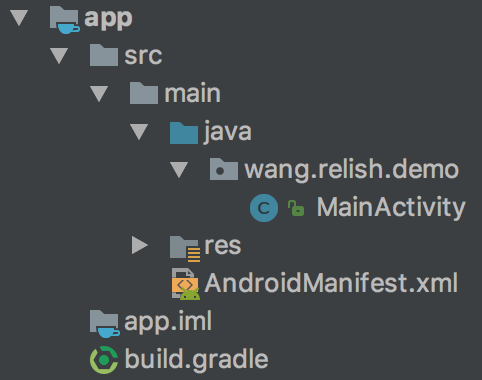 app
src
main
java
wang.relish.demo
C MainActivity
res
AndroidManifest.xml
app.iml
build.gradle